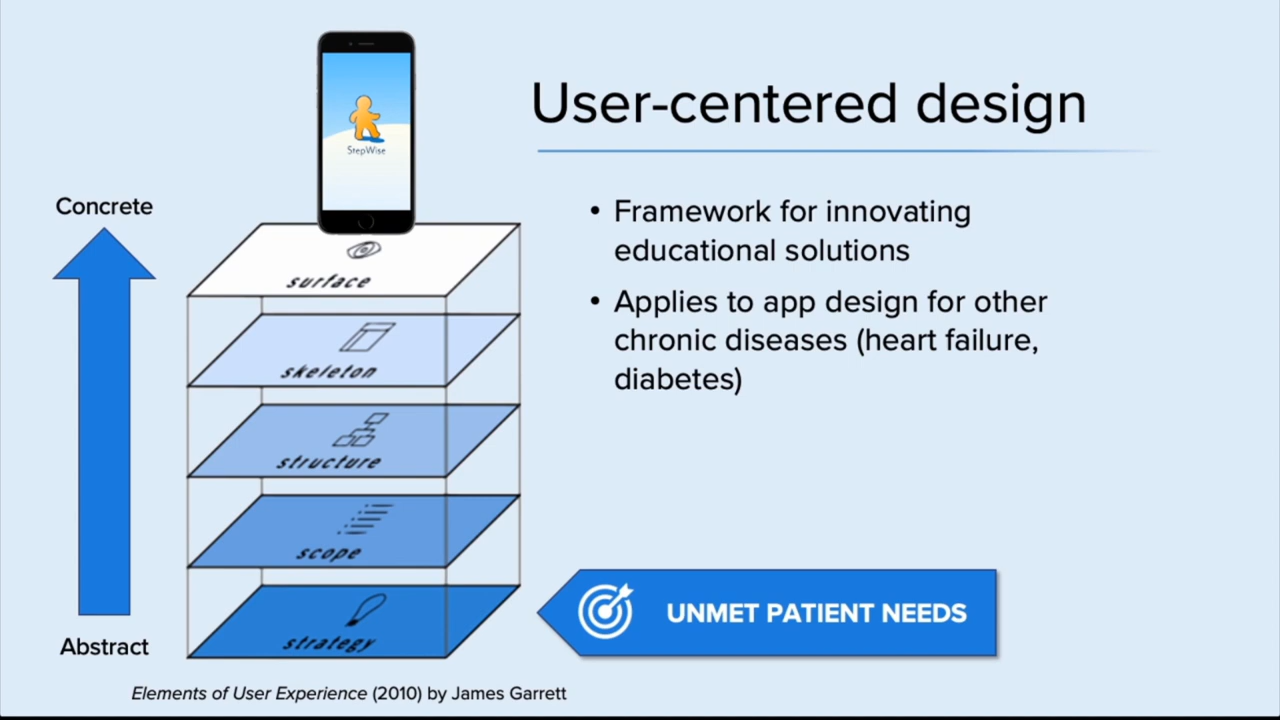 User-centered design
StepWise
Concrete
surface
skeleton
structure
scope
strategy
Abstract
• Framework for innovating
educational solutions
• Applies to app design for other
chronic diseases (heart failure,
diabetes)
UNMET PATIENT NEEDS
Elements of User Experience (2010) by James Garrett